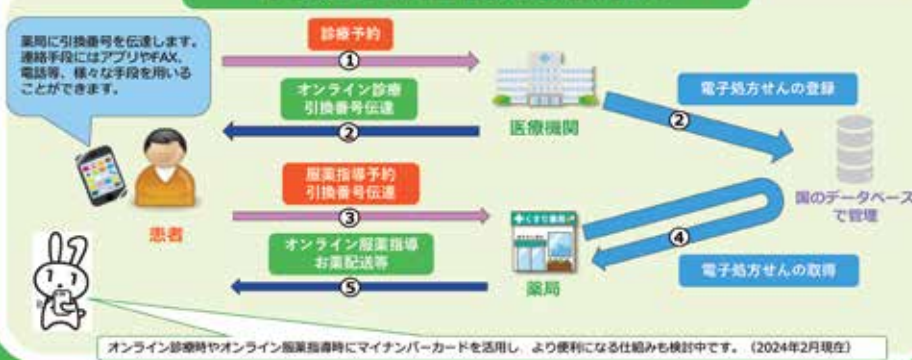 薬局に引換番号を伝達します。
連絡手段にはアプリやFAX、
電話等、様々な手段を用いる
ことができます。
診療予約
①
オンライン診療
引換番号伝達
②
医療機関
電子処方せんの登録
②
国のデータベース
で管理
患者
服薬指導予約
引換番号伝達
③
オンライン服薬指導
お薬配送等
⑤
くすり薬局
薬局
④
電子処方せんの取得
オンライン診療時やオンライン服薬指導時にマイナンバーカードを活用し、より便利になる仕組みも検討中です。（2024年2月現在）